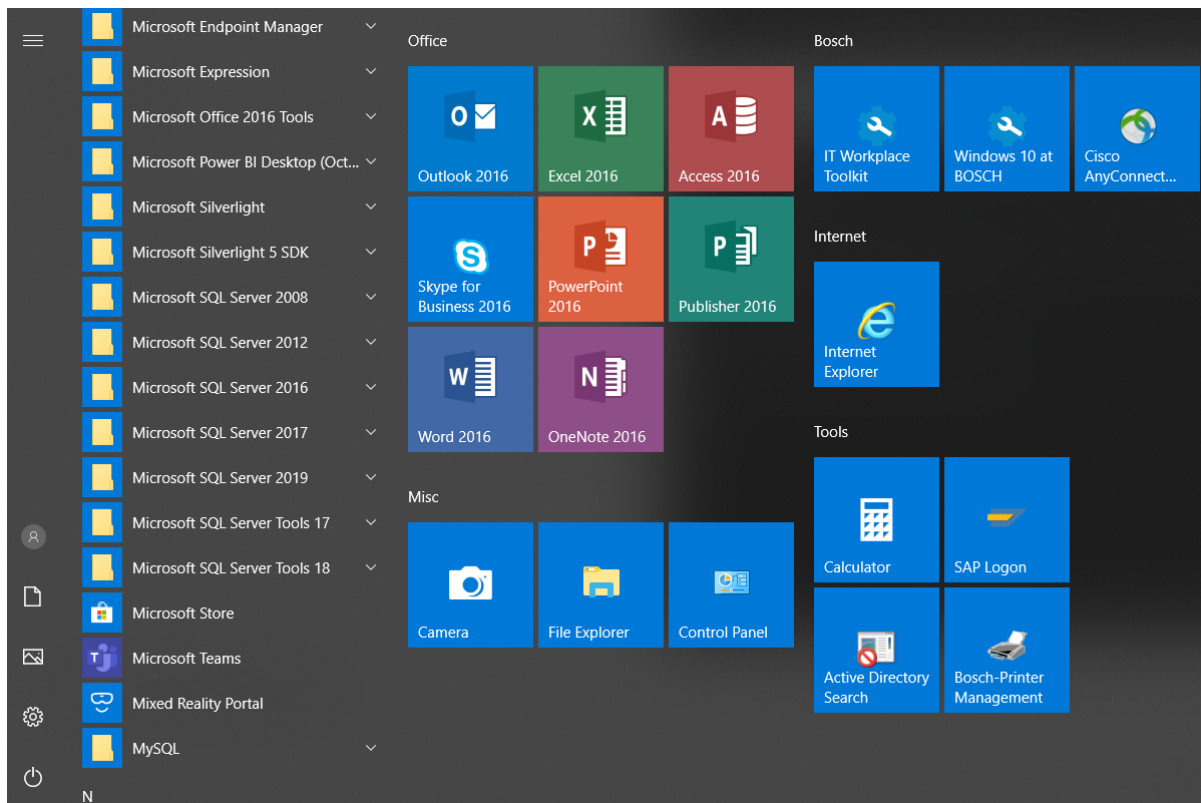 Microsoft Endpoint Manager
Microsoft Expression
Microsoft Office 2016 Tools
Microsoft Power BI Desktop (Oct...
Microsoft Silverlight
Microsoft Silverlight 5 SDK
Microsoft SQL Server 2008
Microsoft SQL Server 2012
Microsoft SQL Server 2016
Microsoft SQL Server 2017
Microsoft SQL Server 2019
Microsoft SQL Server Tools 17
Microsoft SQL Server Tools 18
Microsoft Store
Microsoft Teams
Mixed Reality Portal
MySQL
N
Office
Outlook 2016
Excel 2016
Access 2016
Skype for
Business 2016
PowerPoint
2016
Publisher 2016
Word 2016
OneNote 2016
Misc
Camera
File Explorer
Control Panel
Bosch
IT Workplace
Toolkit
Windows 10 at
BOSCH
Cisco
AnyConnect...
Internet
Internet
Explorer
Tools
Calculator
SAP Logon
Active Directory
Search
Bosch-Printer
Management